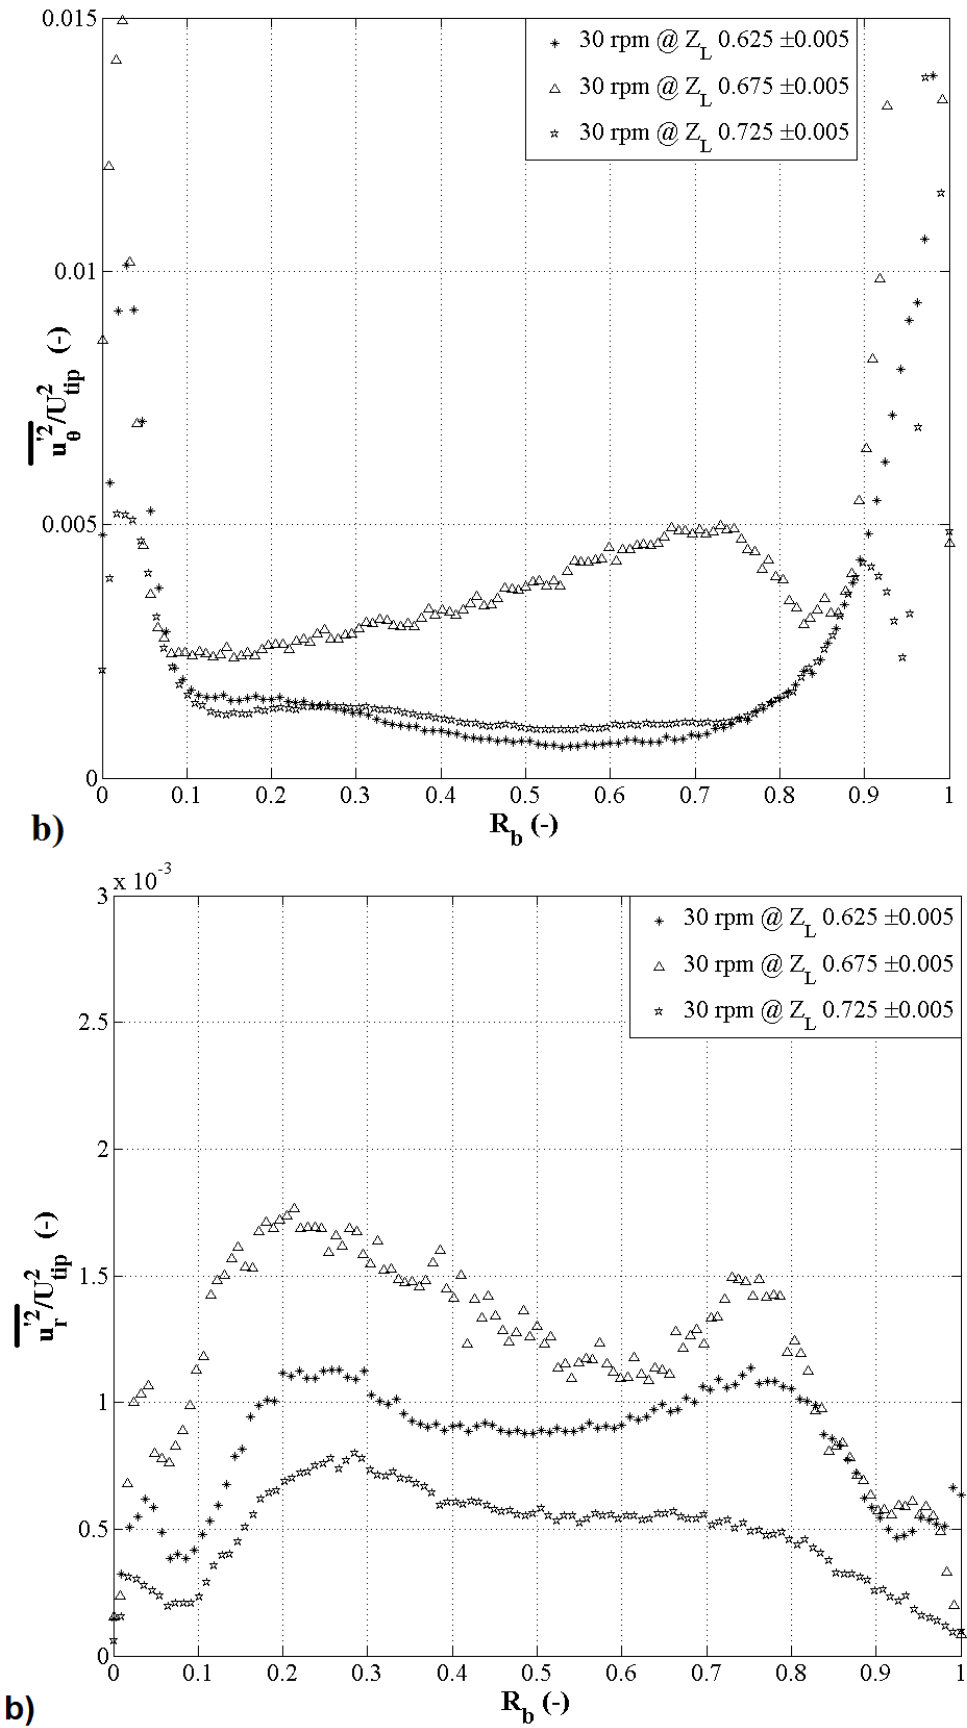 0.015
0.01
0.005
0
* 30 rpm @ Z_L 0.625 ±0.005
△ 30 rpm @ Z_L 0.675 ±0.005
☆ 30 rpm @ Z_L 0.725 ±0.005
u'²_θ/U²_tip (-)
0 0.1 0.2 0.3 0.4 0.5 0.6 0.7 0.8 0.9 1
R_b (-)
b)
x 10⁻³
3
2.5
2
1.5
1
0.5
0
* 30 rpm @ Z_L 0.625 ±0.005
△ 30 rpm @ Z_L 0.675 ±0.005
☆ 30 rpm @ Z_L 0.725 ±0.005
u'²_r/U²_tip (-)
0 0.1 0.2 0.3 0.4 0.5 0.6 0.7 0.8 0.9 1
R_b (-)
b)